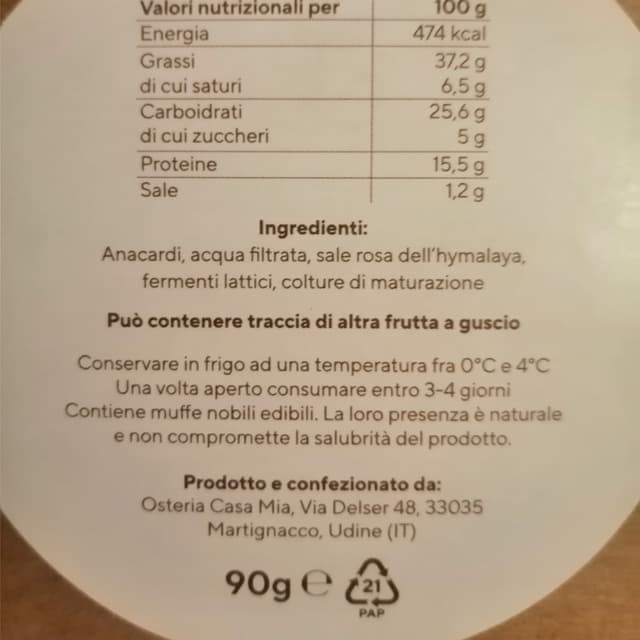 Valori nutrizionali per 100 g
Energia 474 kcal
Grassi 37,2 g
di cui saturi 6,5 g
Carboidrati 25,6 g
di cui zuccheri 5 g
Proteine 15,5 g
Sale 1,2 g
Ingredienti:
Anacardi, acqua filtrata, sale rosa dell'hymalaya,
fermenti lattici, colture di maturazione
Può contenere traccia di altra frutta a guscio
Conservare in frigo ad una temperatura fra 0°C e 4°C
Una volta aperto consumare entro 3-4 giorni
Contiene muffe nobili edibili. La loro presenza è naturale
e non compromette la salubrità del prodotto.
Prodotto e confezionato da:
Osteria Casa Mia, Via Delser 48, 33035
Martignacco, Udine (IT)
90g e 21
PAP